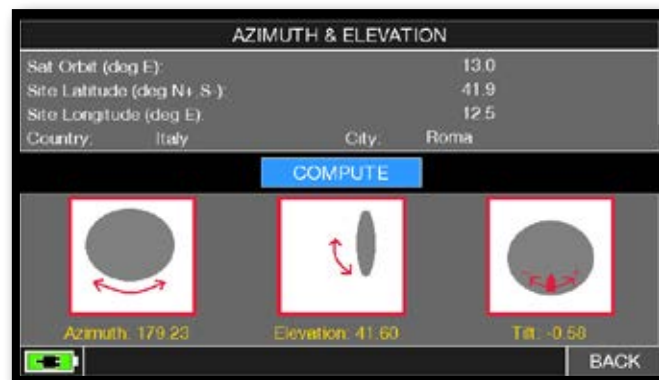 AZIMUTH & ELEVATION
Sat Orbit (deg E): 13.0
Site Latitude (deg N+ S-): 41.9
Site Longitude (deg E): 12.5
Country: Italy City: Roma
COMPUTE
Azimuth: 179.23 Elevation: 41.60 Tilt: -0.58
BACK